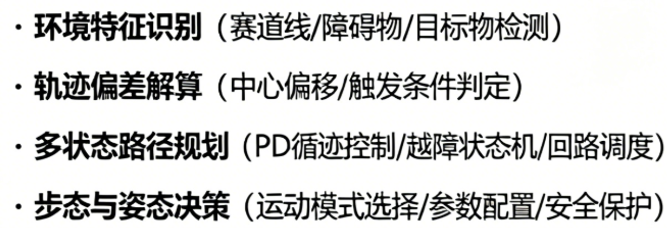 · 环境特征识别（赛道线/障碍物/目标物检测）
· 轨迹偏差解算（中心偏移/触发条件判定）
· 多状态路径规划（PD循迹控制/越障状态机/回路调度）
· 步态与姿态决策（运动模式选择/参数配置/安全保护）